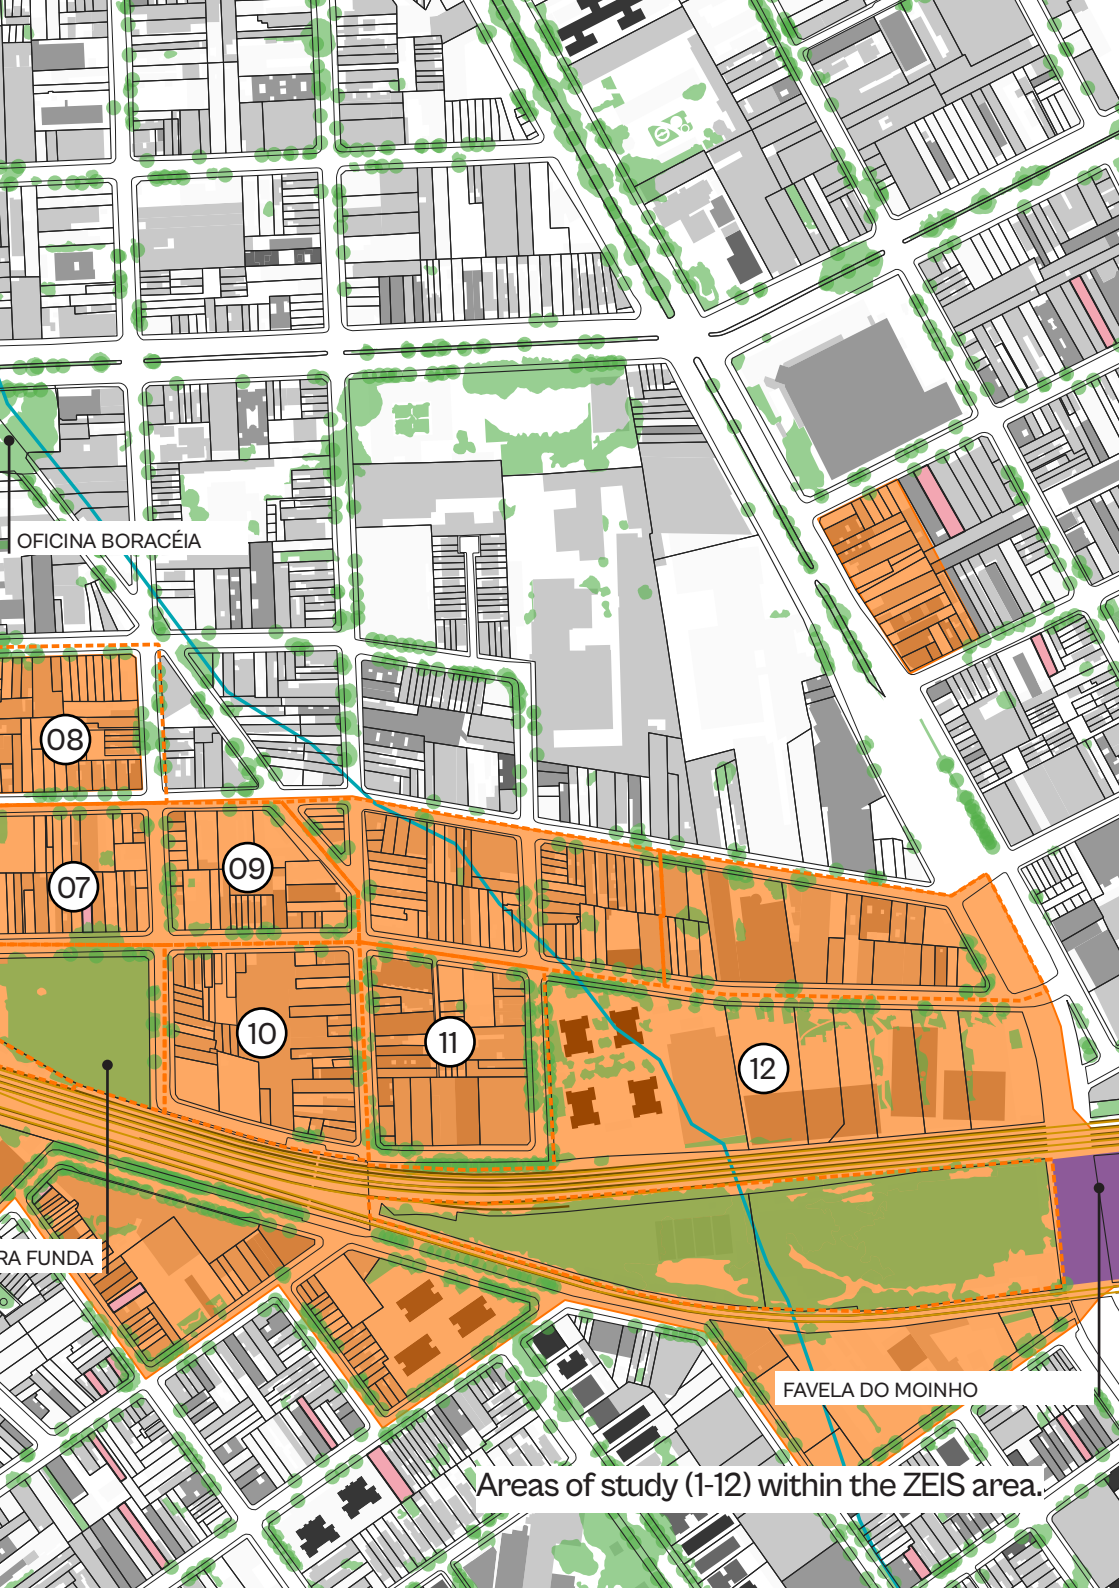 OFICINA BORACÉIA
08
09
07
10
11
12
RA FUNDA
FAVELA DO MOINHO
Areas of study (1-12) within the ZEIS area.